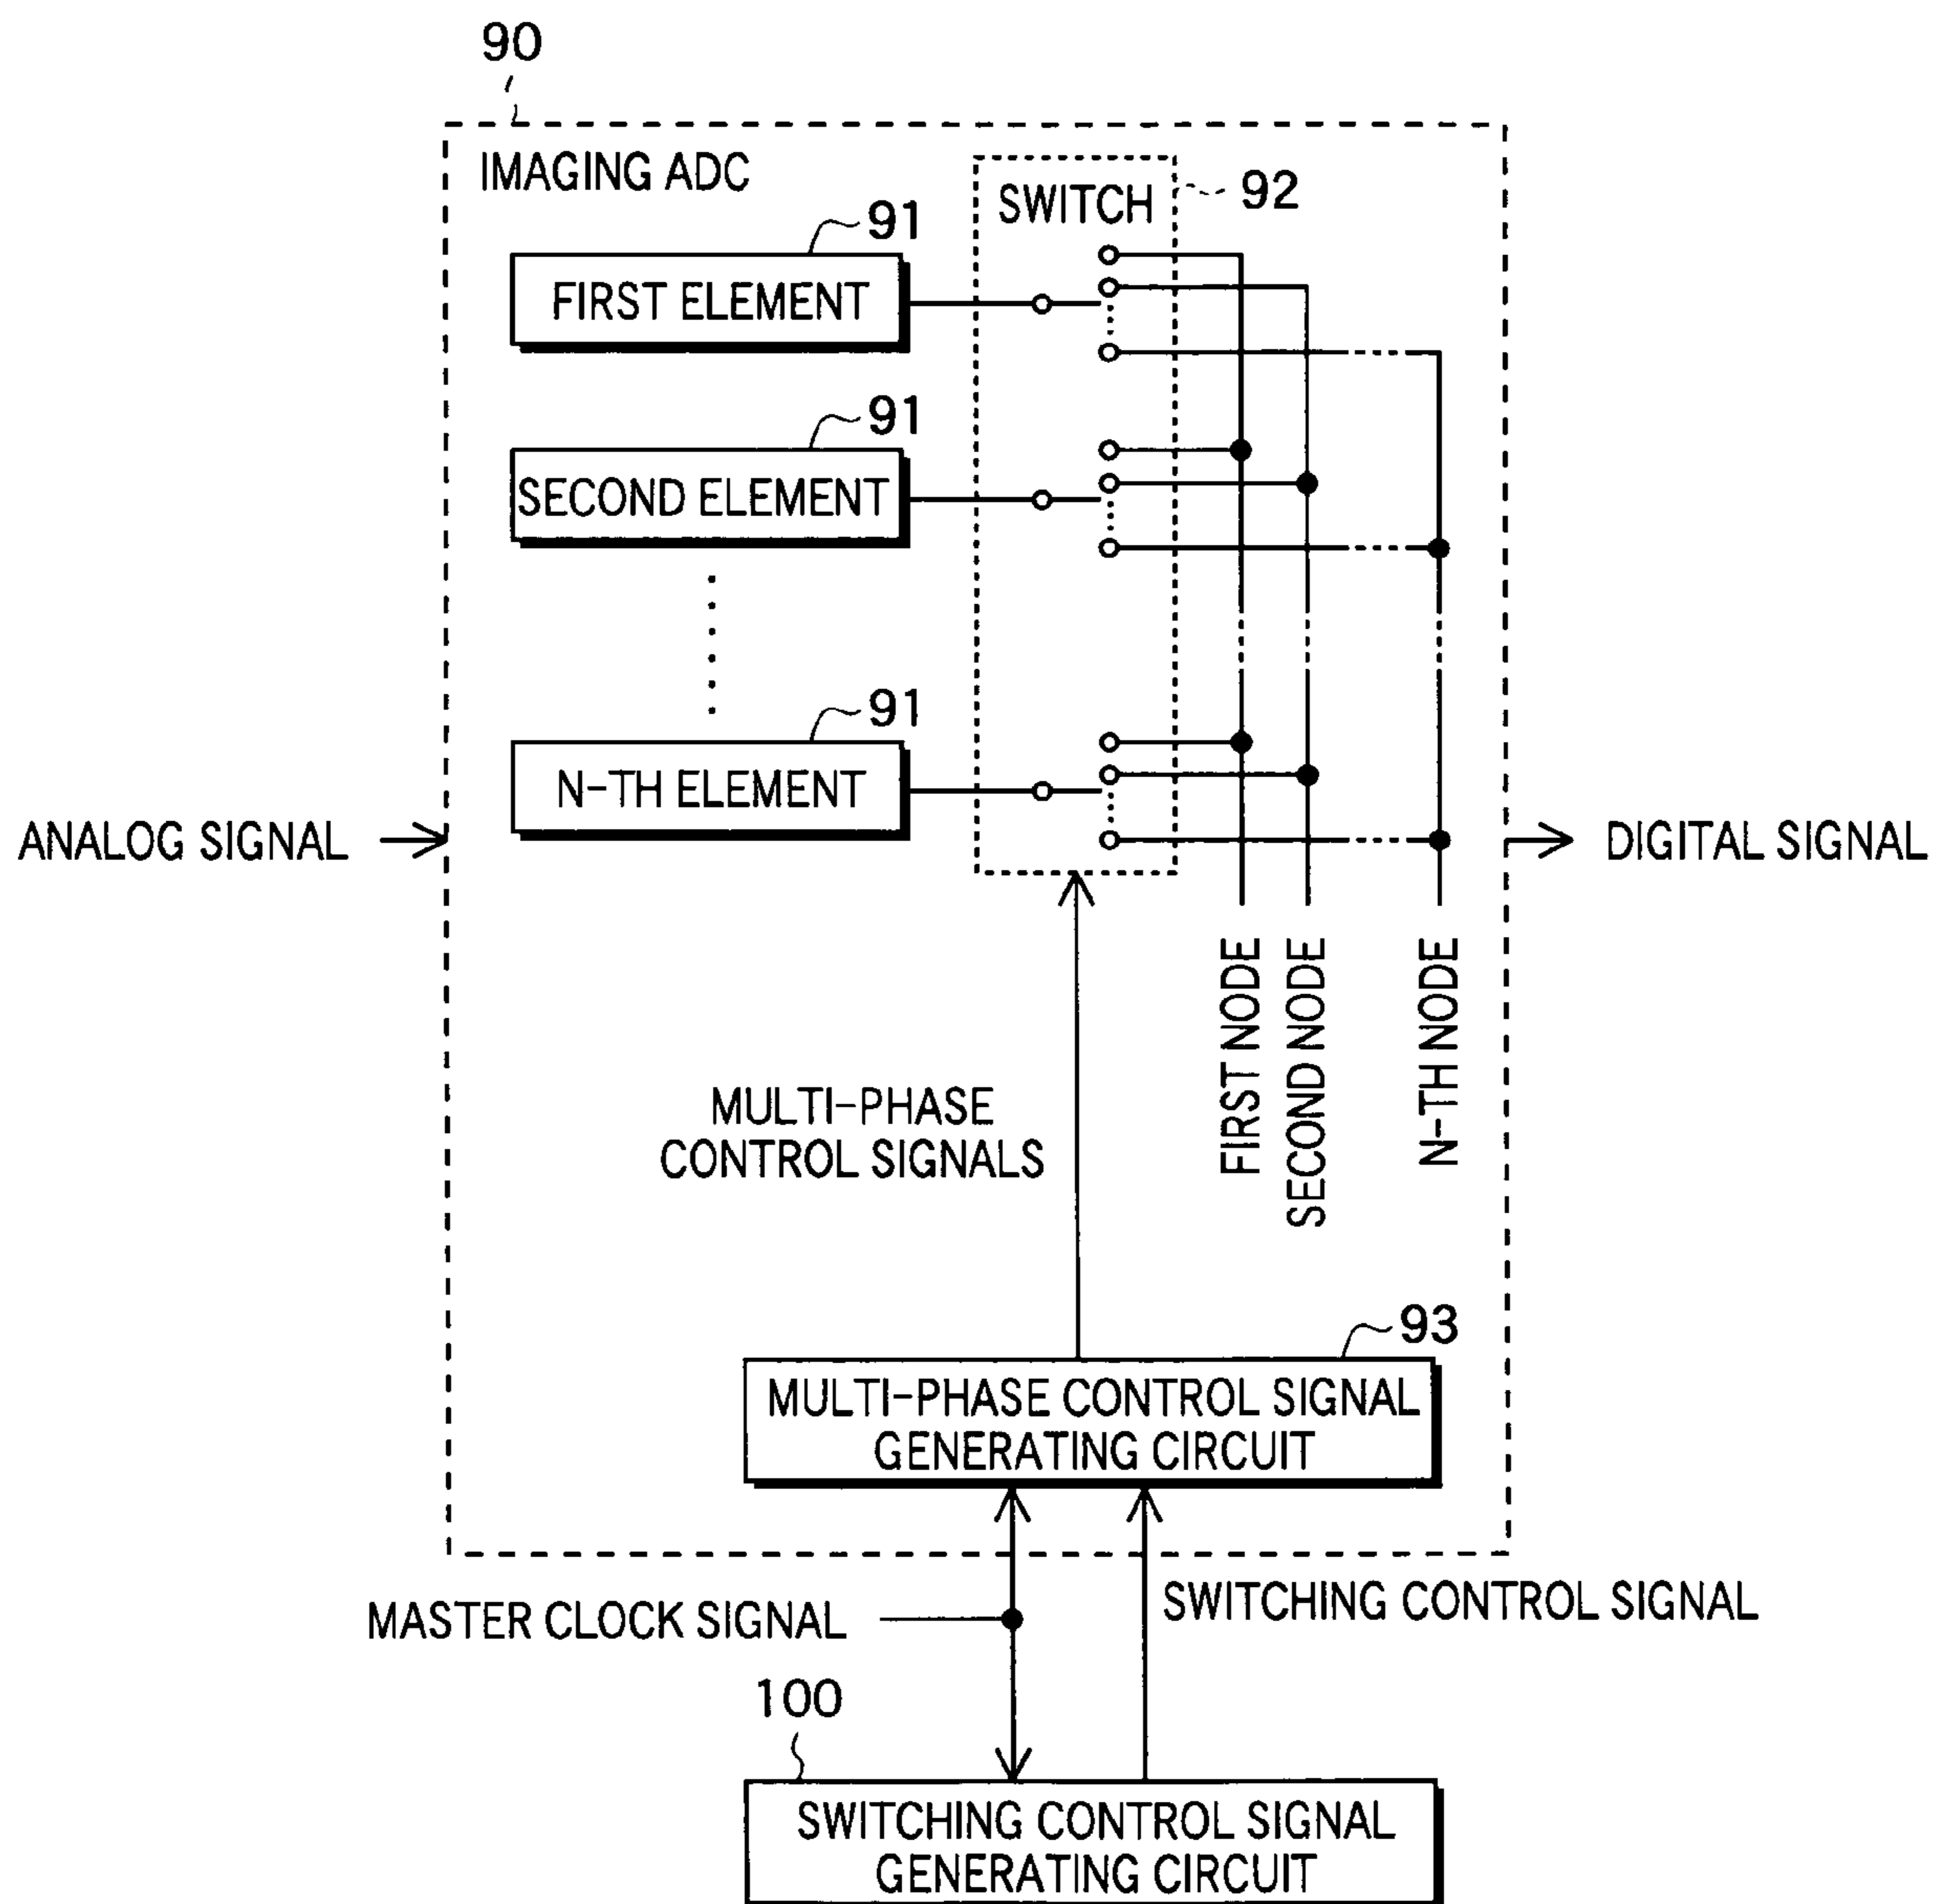 90
IMAGING ADC
SWITCH
92
91
FIRST ELEMENT
91
SECOND ELEMENT
91
N-TH ELEMENT
ANALOG SIGNAL
DIGITAL SIGNAL
FIRST NODE
SECOND NODE
N-TH NODE
MULTI-PHASE
CONTROL SIGNALS
93
MULTI-PHASE CONTROL SIGNAL
GENERATING CIRCUIT
MASTER CLOCK SIGNAL
SWITCHING CONTROL SIGNAL
100
SWITCHING CONTROL SIGNAL
GENERATING CIRCUIT